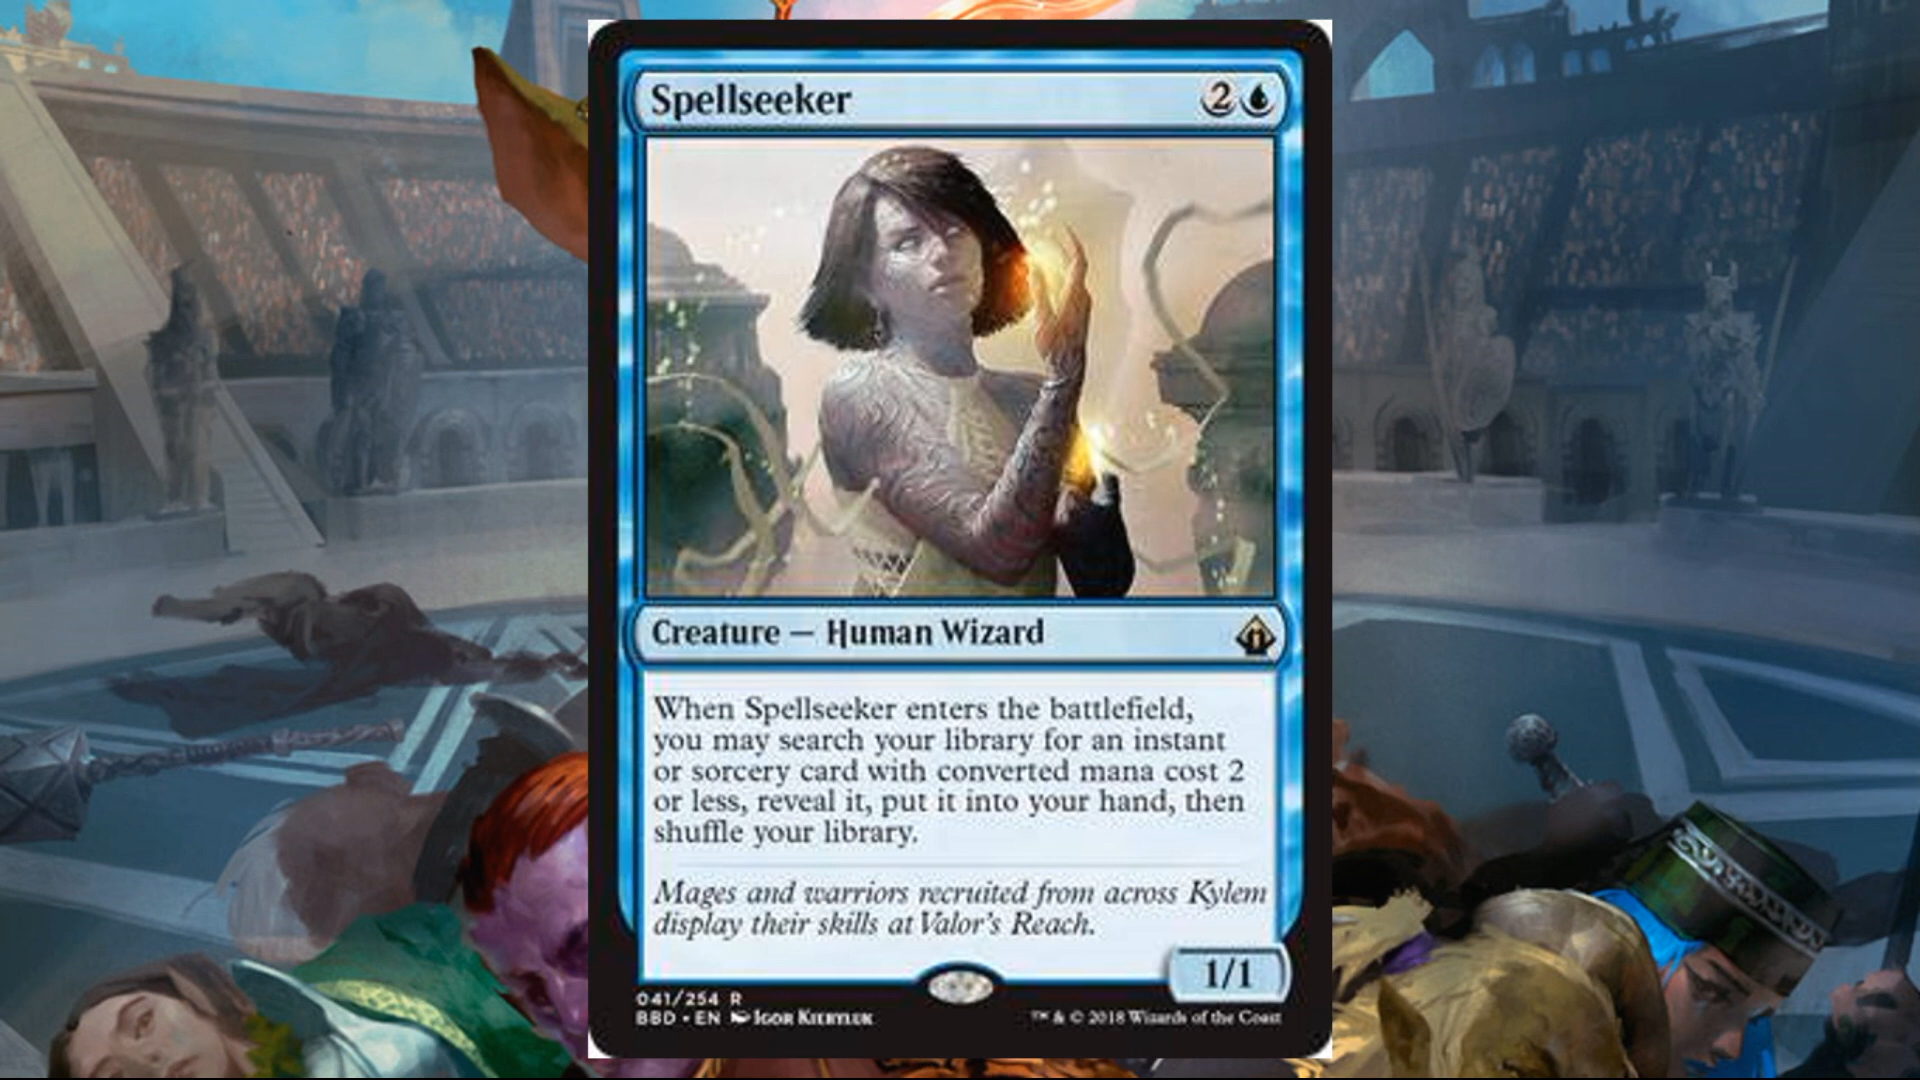 Spellseeker 2
Creature — Human Wizard
When Spellseeker enters the battlefield,
you may search your library for an instant
or sorcery card with converted mana cost 2
or less, reveal it, put it into your hand, then
shuffle your library.
Mages and warriors recruited from across Kylem
display their skills at Valor's Reach.
1/1
041/254 R
BBD • EN Igor Kieryluk
™ & © 2018 Wizards of the Coast